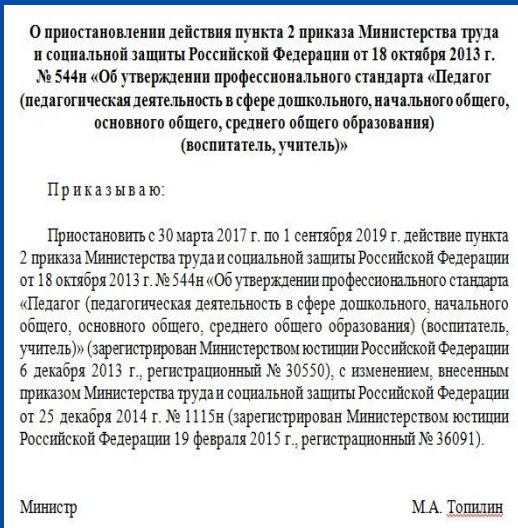 О приостановлении действия пункта 2 приказа Министерства труда
и социальной защиты Российской Федерации от 18 октября 2013 г.
№ 544н «Об утверждении профессионального стандарта «Педагог
(педагогическая деятельность в сфере дошкольного, начального общего,
основного общего, среднего общего образования)
(воспитатель, учитель)»
Приказываю:
Приостановить с 30 марта 2017 г. по 1 сентября 2019 г. действие пункта
2 приказа Министерства труда и социальной защиты Российской Федерации
от 18 октября 2013 г. № 544н «Об утверждении профессионального стандарта
«Педагог (педагогическая деятельность в сфере дошкольного, начального
общего, основного общего, среднего общего образования) (воспитатель,
учитель)» (зарегистрирован Министерством юстиции Российской Федерации
6 декабря 2013 г., регистрационный № 30550), с изменением, внесенным
приказом Министерства труда и социальной защиты Российской Федерации
от 25 декабря 2014 г. № 1115н (зарегистрирован Министерством юстиции
Российской Федерации 19 февраля 2015 г., регистрационный № 36091).
Министр М.А. Топилин